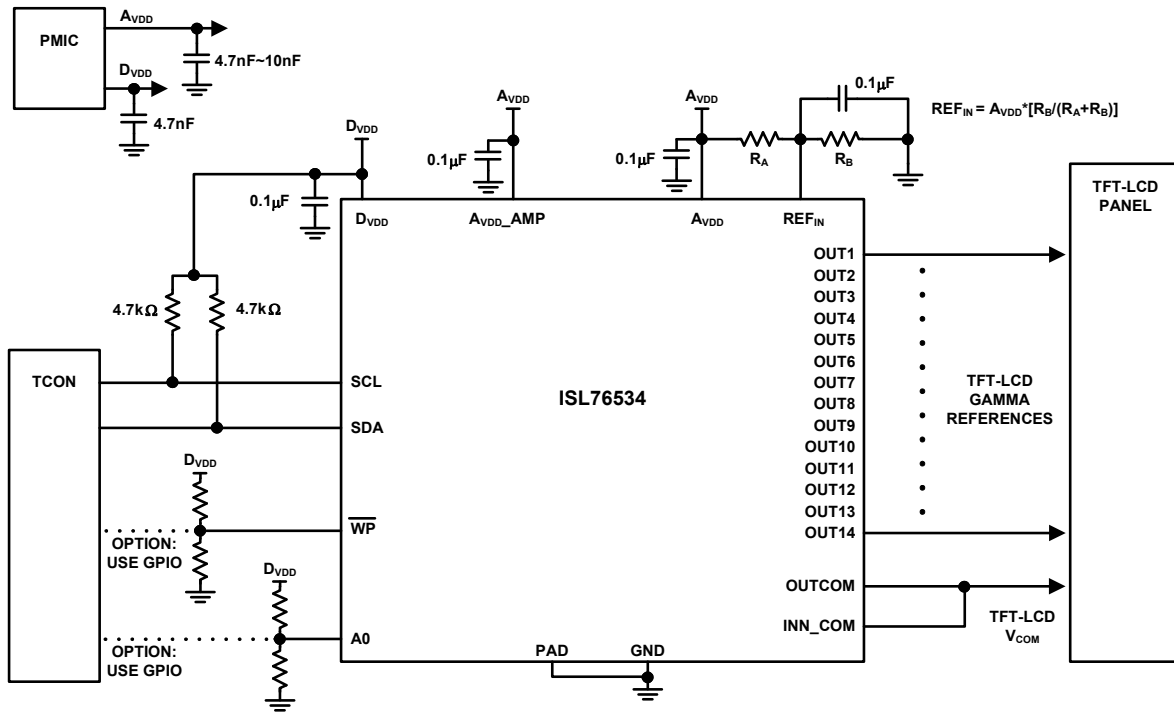 PMIC
AVDD
4.7nF~10nF
DVDD
4.7nF
AVDD
AVDD
0.1µF
REFIN = AVDD*[RB/(RA+RB)]
DVDD
0.1µF
0.1µF
RA
RB
0.1µF
DVDD
AVDD_AMP
AVDD
REFIN
TFT-LCD
PANEL
OUT1
OUT2
OUT3
OUT4
OUT5
OUT6
OUT7
OUT8
OUT9
OUT10
OUT11
OUT12
OUT13
OUT14
4.7kΩ
4.7kΩ
TCON
SCL
SDA
ISL76534
TFT-LCD
GAMMA
REFERENCES
DVDD
WP
OPTION:
USE GPIO
DVDD
A0
OPTION:
USE GPIO
OUTCOM
INN_COM
TFT-LCD
VCOM
PAD
GND